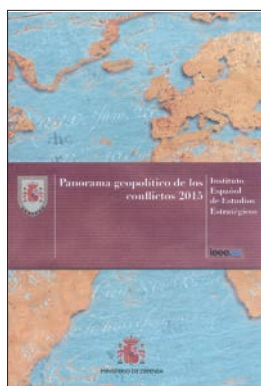 Panorama geopolítico de los
conflictos 2015
Instituto
Español
de Estudios
Estratégicos
ieee.es
MINISTERIO DE DEFENSA